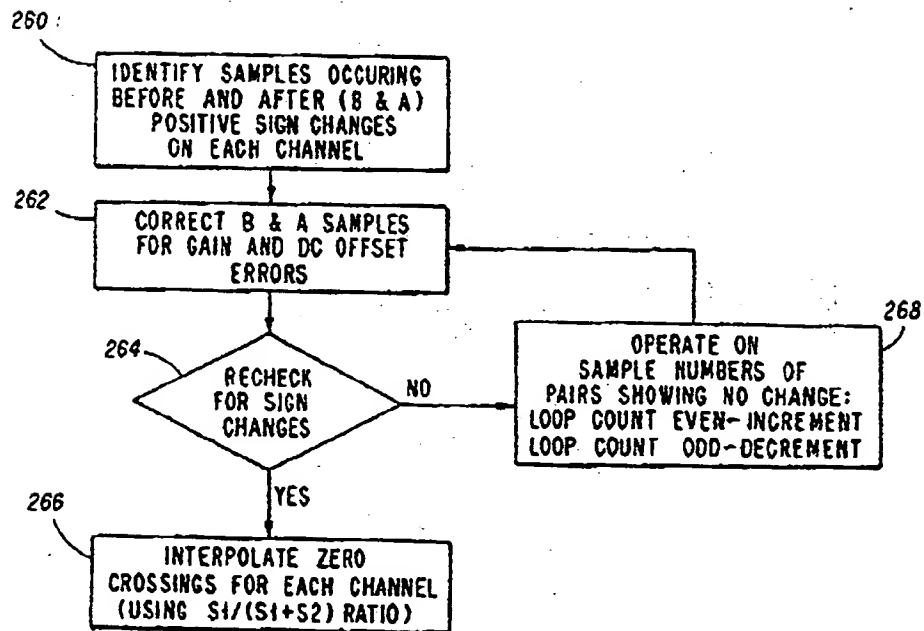 260
IDENTIFY SAMPLES OCCURING
BEFORE AND AFTER (B & A)
POSITIVE SIGN CHANGES
ON EACH CHANNEL
262
CORRECT B & A SAMPLES
FOR GAIN AND DC OFFSET
ERRORS
264
RECHECK
FOR SIGN
CHANGES
NO
268
OPERATE ON
SAMPLE NUMBERS OF
PAIRS SHOWING NO CHANGE:
LOOP COUNT EVEN-INCREMENT
LOOP COUNT ODD-DECREMENT
YES
266
INTERPOLATE ZERO
CROSSINGS FOR EACH CHANNEL
(USING S1/(S1+S2) RATIO)